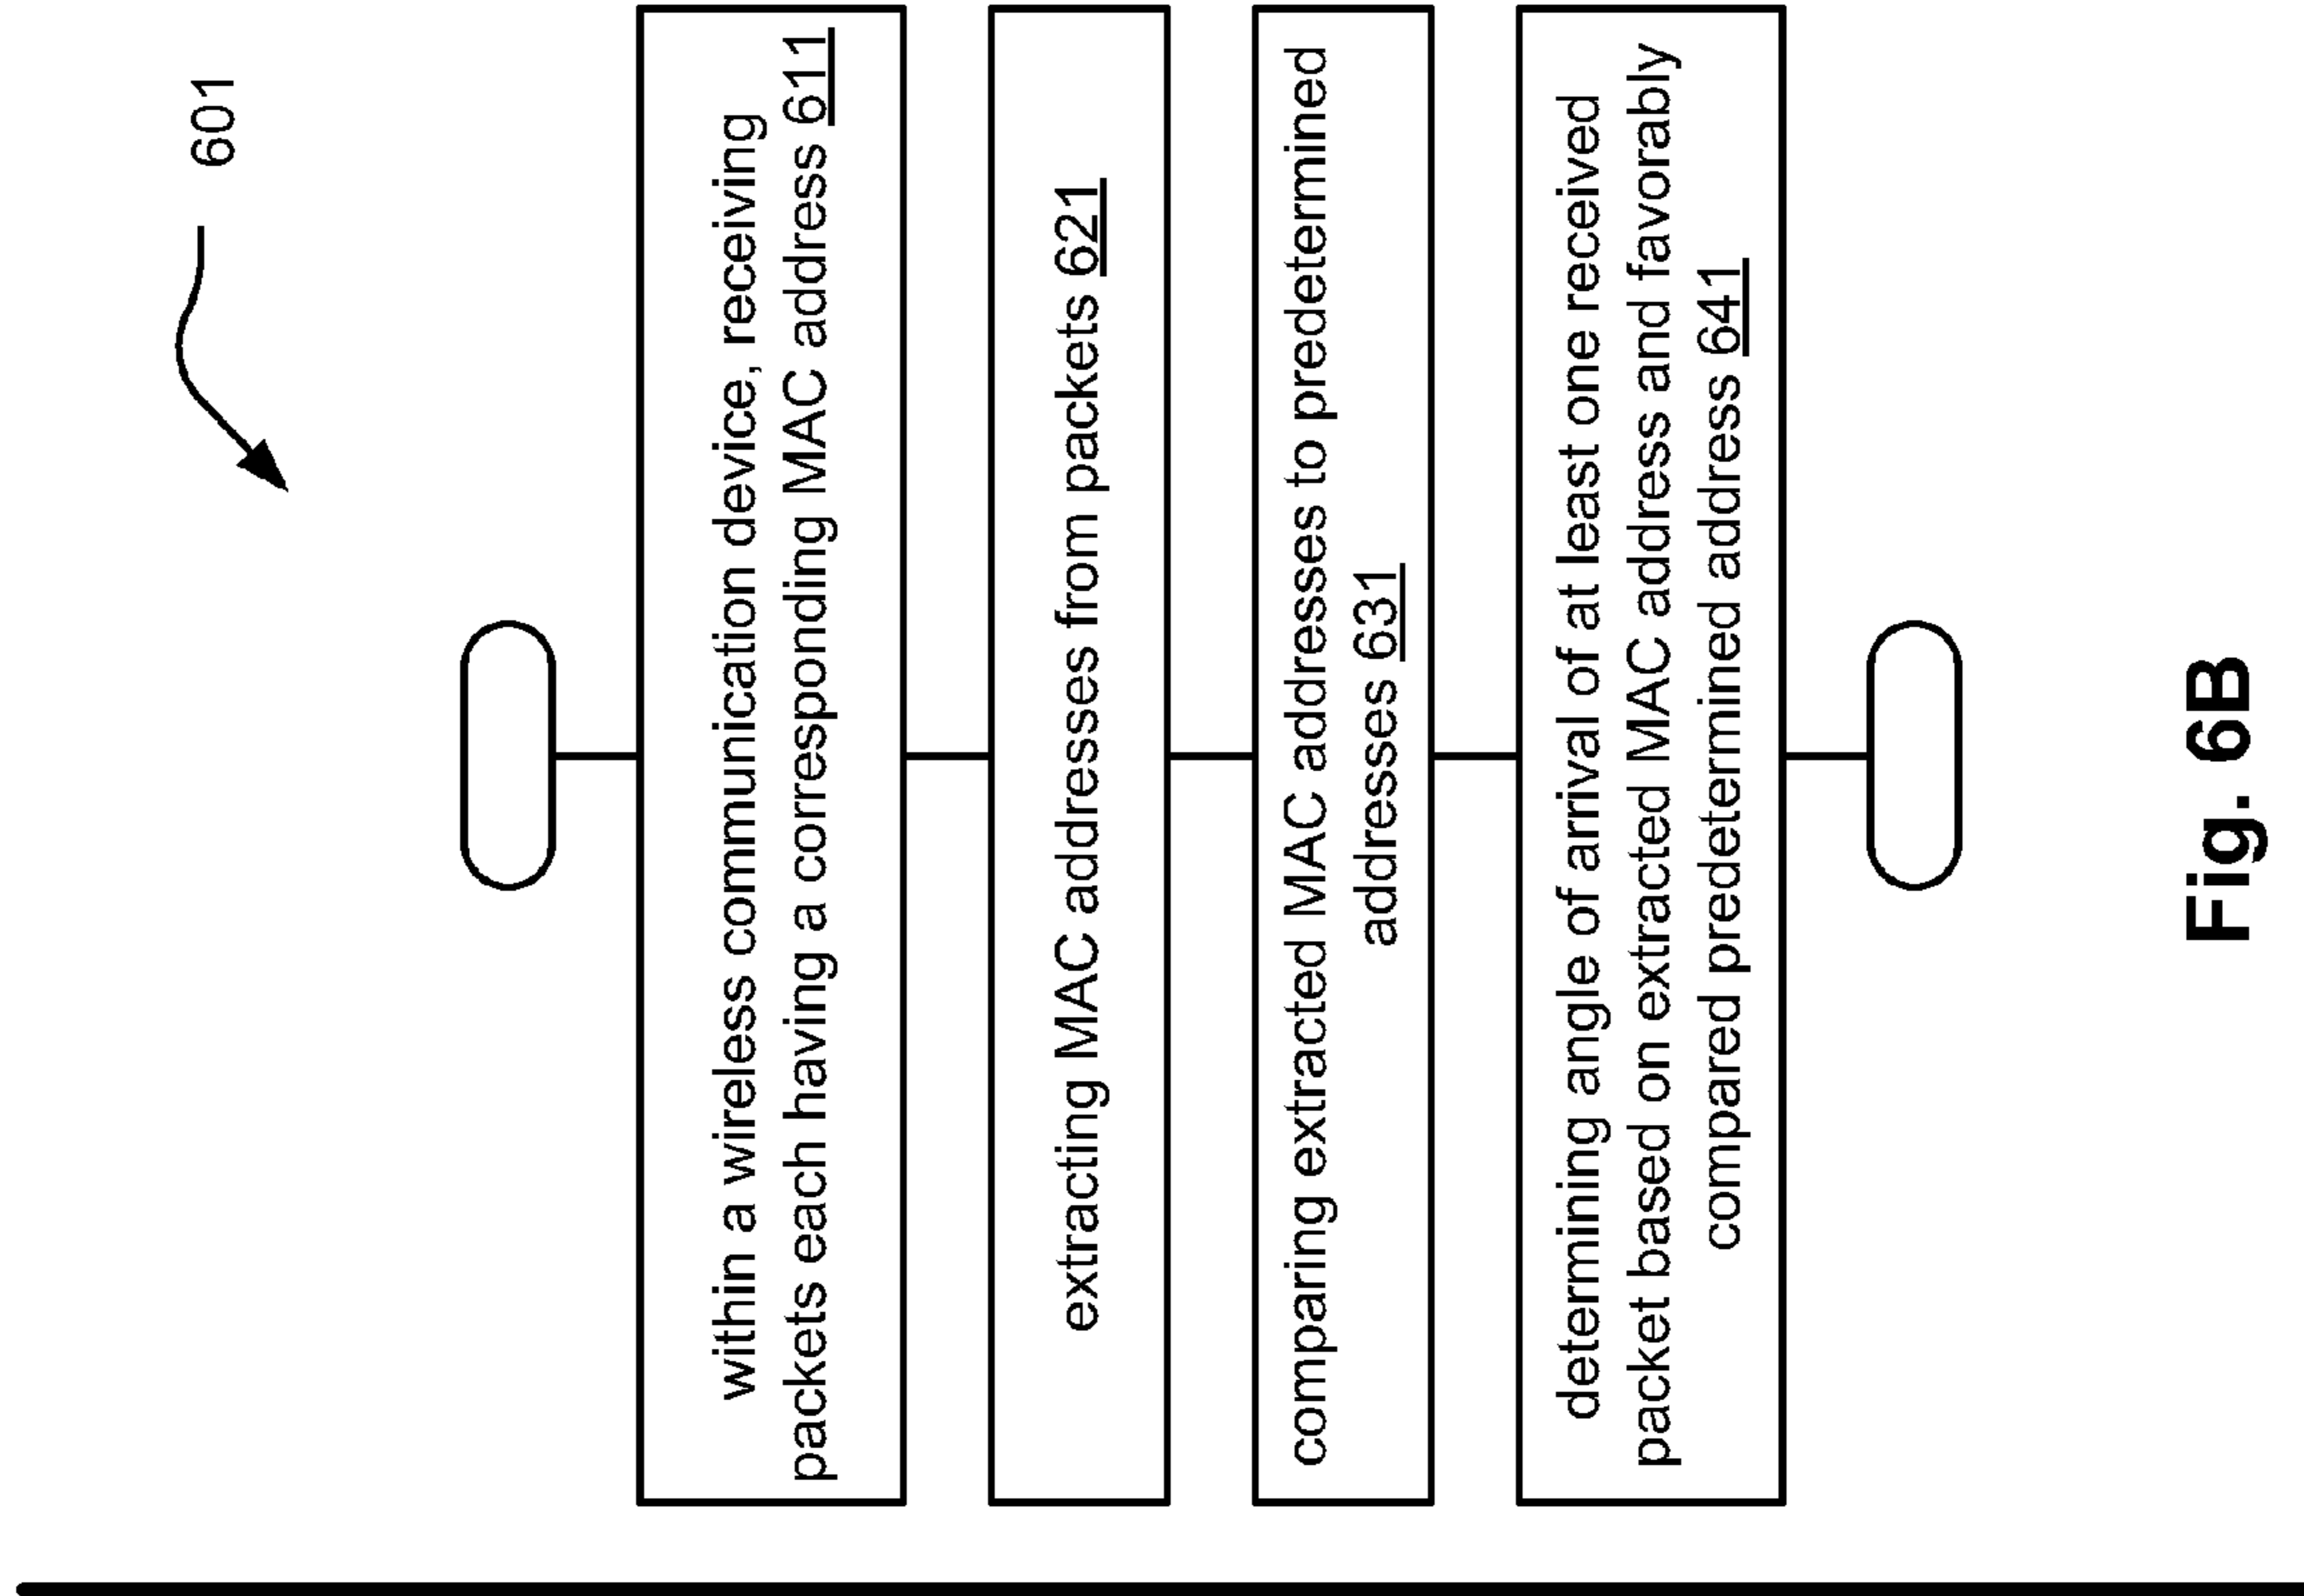 601
within a wireless communication device, receiving
packets each having a corresponding MAC address 611
extracting MAC addresses from packets 621
comparing extracted MAC addresses to predetermined
addresses 631
determining angle of arrival of at least one received
packet based on extracted MAC address and favorably
compared predetermined address 641
Fig. 6B